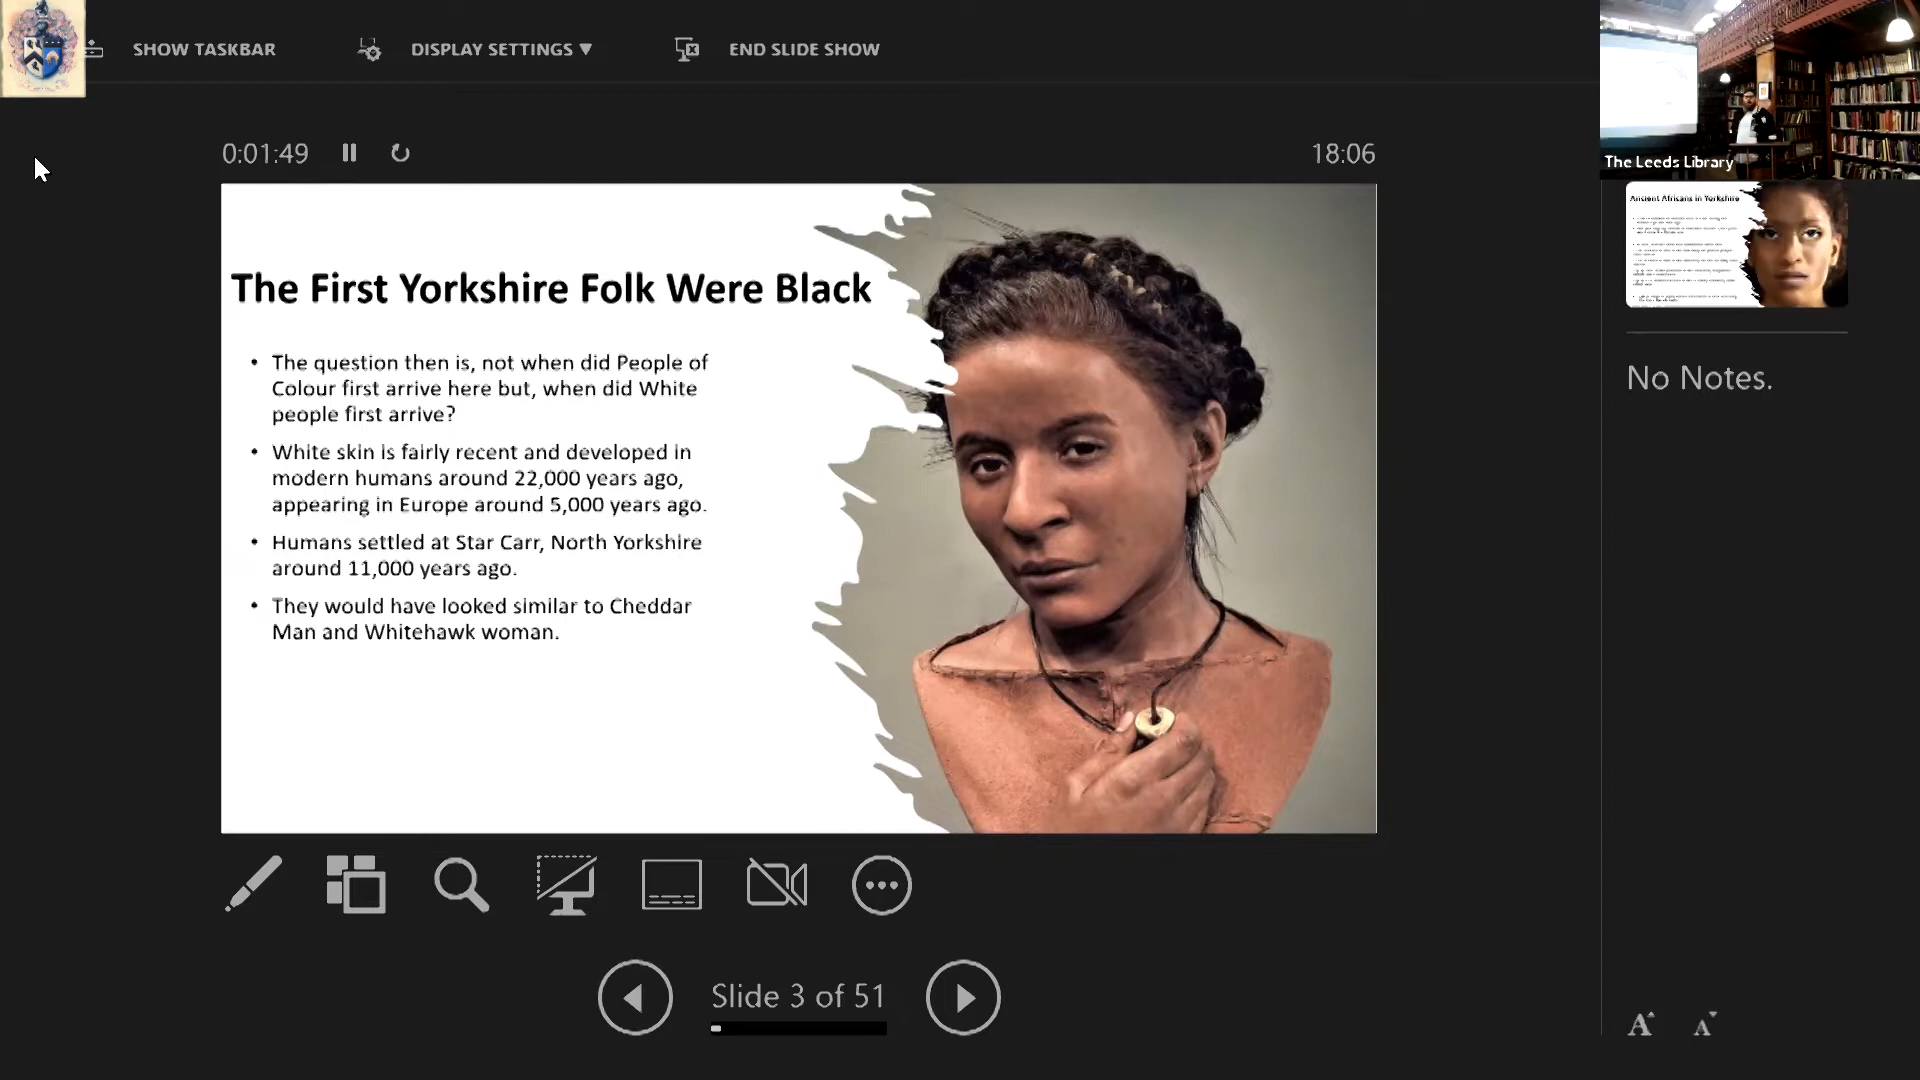 SHOW TASKBAR
DISPLAY SETTINGS ▼
END SLIDE SHOW
0:01:49
18:06
The Leeds Library
The First Yorkshire Folk Were Black
• The question then is, not when did People of
Colour first arrive here but, when did White
people first arrive?
• White skin is fairly recent and developed in
modern humans around 22,000 years ago,
appearing in Europe around 5,000 years ago.
• Humans settled at Star Carr, North Yorkshire
around 11,000 years ago.
• They would have looked similar to Cheddar
Man and Whitehawk woman.
Ancient Africans in Yorkshire
No Notes.
Slide 3 of 51
A A